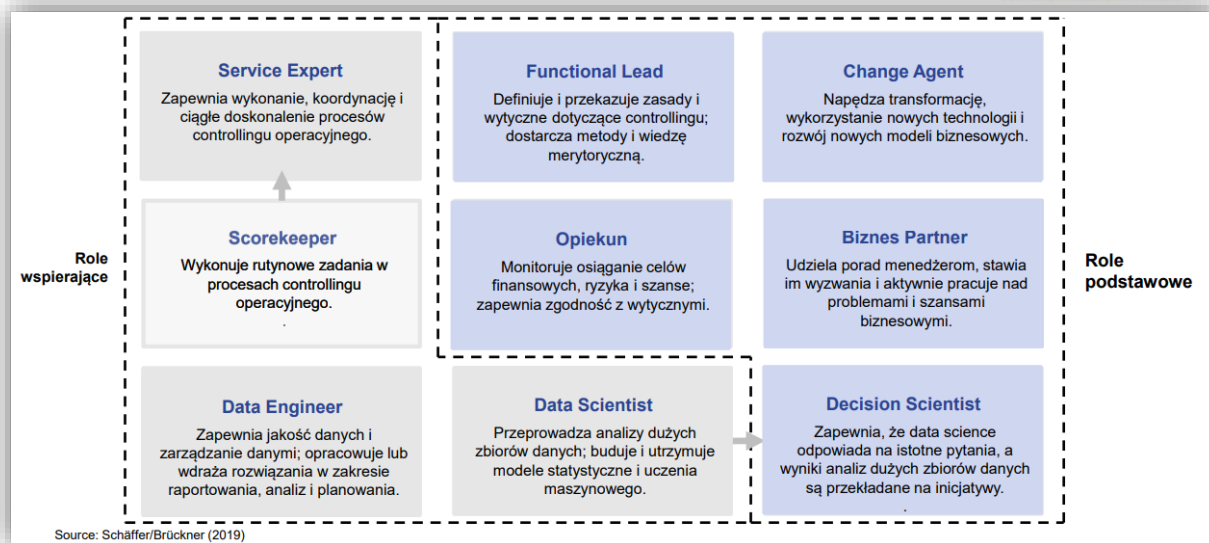 Service Expert
Zapewnia wykonanie, koordynację i
ciągłe doskonalenie procesów
controllingu operacyjnego.
Functional Lead
Definiuje i przekazuje zasady i
wytyczne dotyczące controllingu;
dostarcza metody i wiedzę
merytoryczną.
Change Agent
Napędza transformację,
wykorzystanie nowych technologii i
rozwój nowych modeli biznesowych.
Role
wspierające
Scorekeeper
Wykonuje rutynowe zadania w
procesach controllingu
operacyjnego.
.
Opiekun
Monitoruje osiąganie celów
finansowych, ryzyka i szanse;
zapewnia zgodność z wytycznymi.
Biznes Partner
Udziela porad menedżerom, stawia
im wyzwania i aktywnie pracuje nad
problemami i szansami
biznesowymi.
Role
podstawowe
Data Engineer
Zapewnia jakość danych i
zarządzanie danymi; opracowuje lub
wdraża rozwiązania w zakresie
raportowania, analiz i planowania.
Data Scientist
Przeprowadza analizy dużych
zbiorów danych; buduje i utrzymuje
modele statystyczne i uczenia
maszynowego.
Decision Scientist
Zapewnia, że data science
odpowiada na istotne pytania, a
wyniki analiz dużych zbiorów danych
są przekładane na inicjatywy.
.
Source: Schäffer/Brückner (2019)